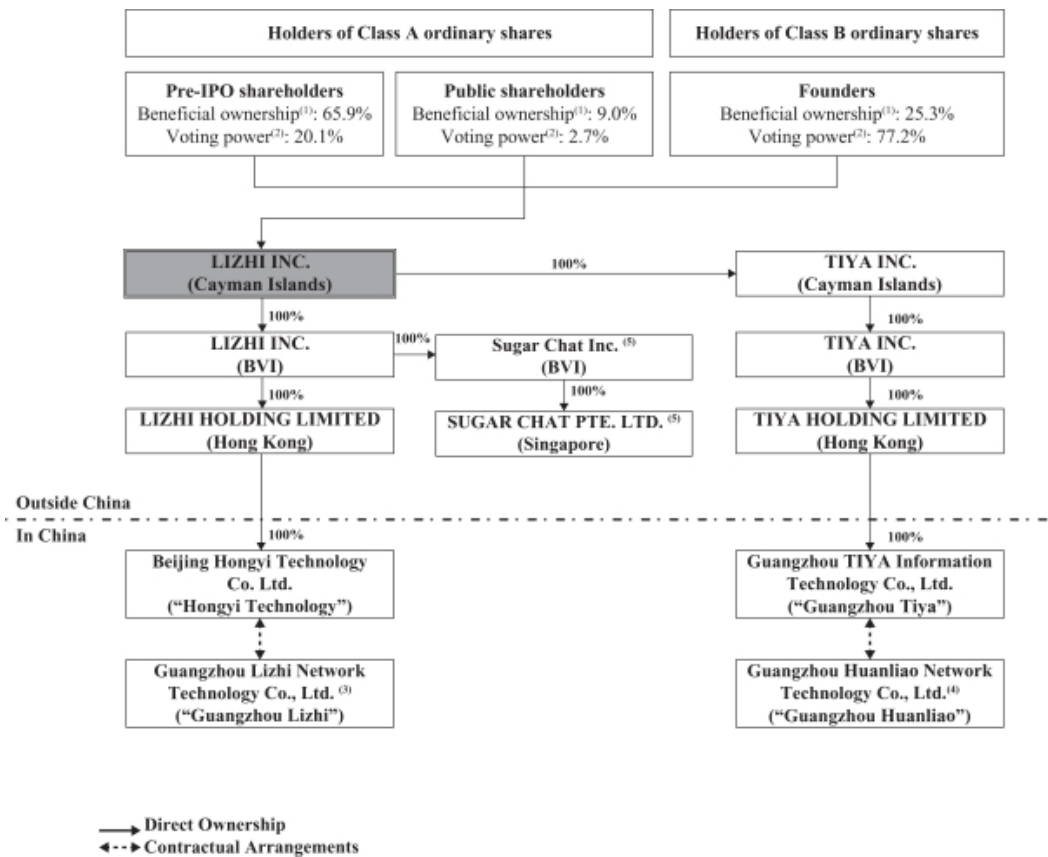 Holders of Class A ordinary shares
Holders of Class B ordinary shares
Pre-IPO shareholders
Beneficial ownership(1): 65.9%
Voting power(2): 20.1%
Public shareholders
Beneficial ownership(1): 9.0%
Voting power(2): 2.7%
Founders
Beneficial ownership(1): 25.3%
Voting power(2): 77.2%
LIZHI INC.
(Cayman Islands)
100%
TIYA INC.
(Cayman Islands)
100%
100%
LIZHI INC.
(BVI)
100%
Sugar Chat Inc. (5)
(BVI)
TIYA INC.
(BVI)
100%
100%
100%
LIZHI HOLDING LIMITED
(Hong Kong)
SUGAR CHAT PTE. LTD. (5)
(Singapore)
TIYA HOLDING LIMITED
(Hong Kong)
Outside China
In China
100%
100%
Beijing Hongyi Technology
Co. Ltd.
(“Hongyi Technology”)
Guangzhou TIYA Information
Technology Co., Ltd.
(“Guangzhou Tiya”)
Guangzhou Lizhi Network
Technology Co., Ltd. (3)
(“Guangzhou Lizhi”)
Guangzhou Huanliao Network
Technology Co., Ltd.(4)
(“Guangzhou Huanliao”)
Direct Ownership
Contractual Arrangements